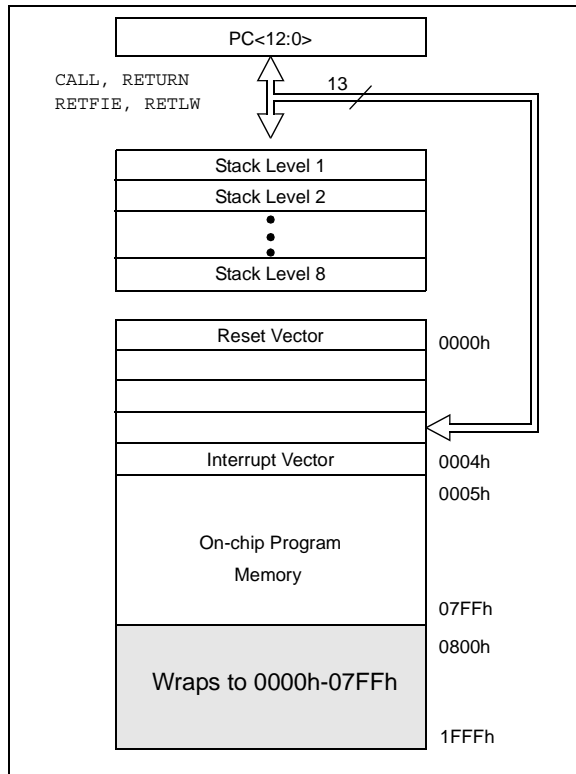 PC<12:0>
CALL, RETURN
RETFIE, RETLW
13
Stack Level 1
Stack Level 2
Stack Level 8
Reset Vector
0000h
Interrupt Vector
0004h
0005h
On-chip Program
Memory
07FFh
0800h
Wraps to 0000h-07FFh
1FFFh